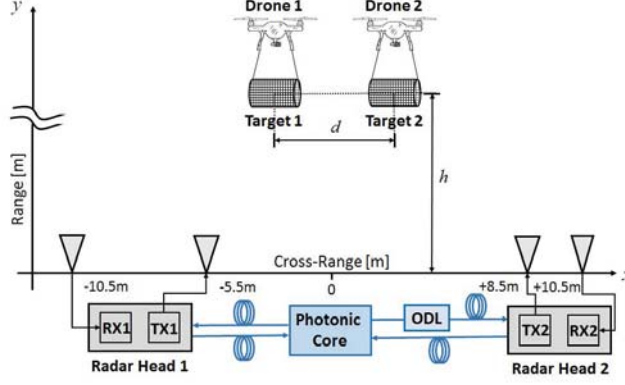 y
Drone 1
Drone 2
Target 1
Target 2
d
h
Range [m]
Cross-Range [m]
x
-10.5m
-5.5m
0
+8.5m
+10.5m
RX1
TX1
Photonic
Core
ODL
TX2
RX2
Radar Head 1
Radar Head 2